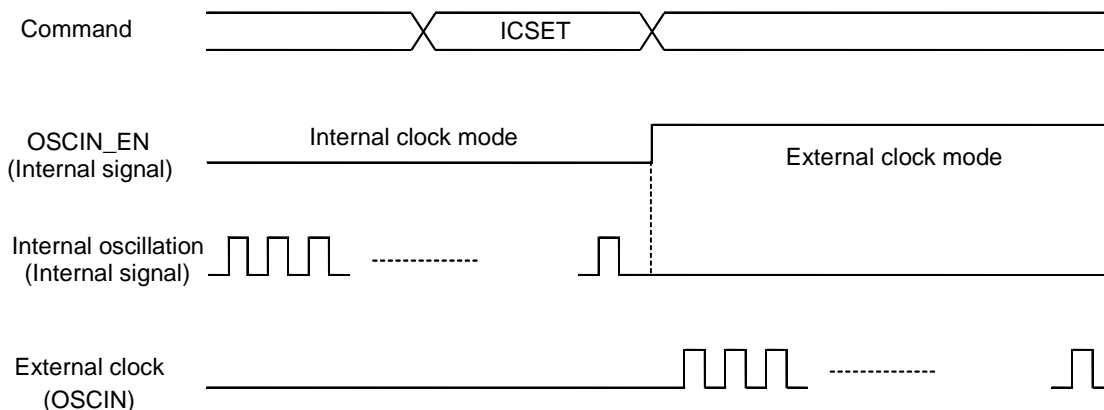 Command
ICSET
OSCIN_EN
(Internal signal)
Internal clock mode
External clock mode
Internal oscillation
(Internal signal)
External clock
(OSCIN)